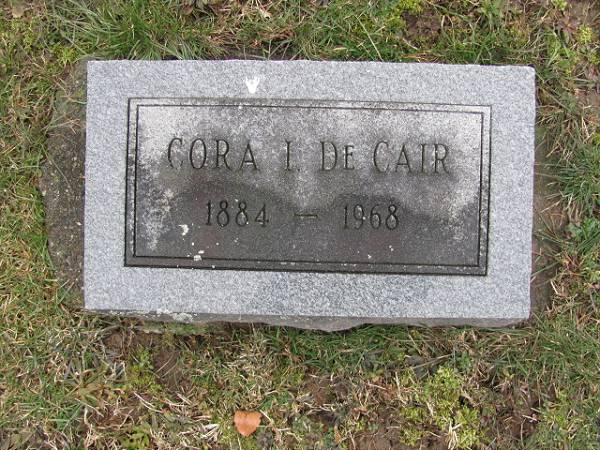 CORA I. DE CAIR
1884 — 1968